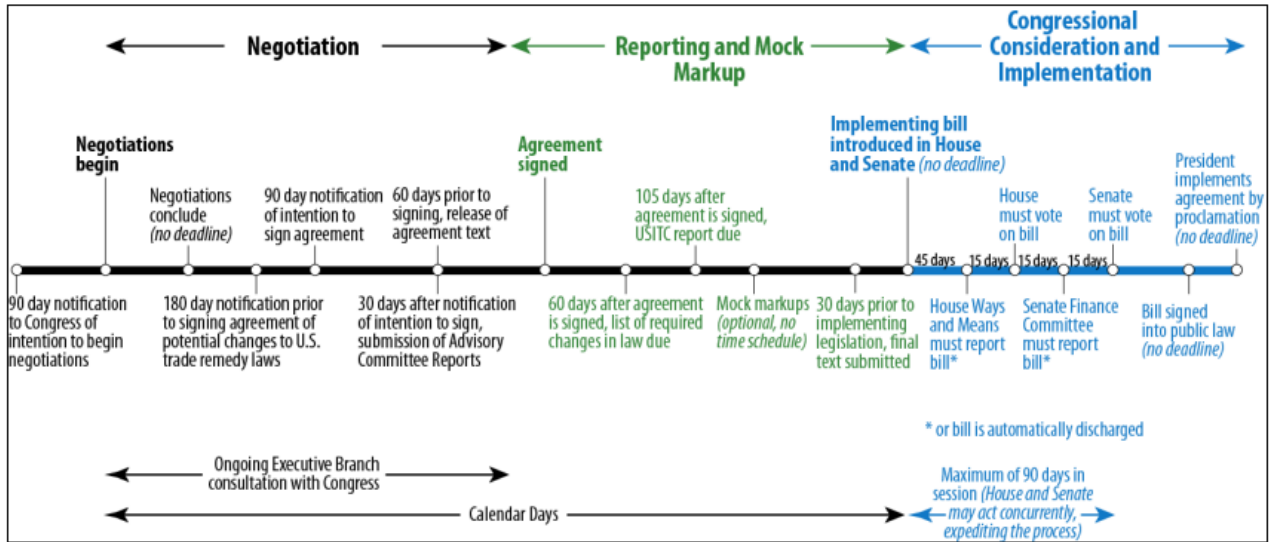 Negotiation
Reporting and Mock
Markup
Congressional
Consideration and
Implementation
Negotiations
begin
Agreement
signed
Implementing bill
introduced in House
and Senate (no deadline)
Negotiations
conclude
(no deadline)
90 day notification
of intention to
sign agreement
60 days prior to
signing, release of
agreement text
105 days after
agreement is signed,
USITC report due
House
must vote
on bill
Senate
must vote
on bill
President
implements
agreement by
proclamation
(no deadline)
45 days
15 days
15 days
15 days
90 day notification
to Congress of
intention to begin
negotiations
180 day notification prior
to signing agreement of
potential changes to U.S.
trade remedy laws
30 days after notification
of intention to sign,
submission of Advisory
Committee Reports
60 days after agreement
is signed, list of required
changes in law due
Mock markups
(optional, no
time schedule)
30 days prior to
implementing
legislation, final
text submitted
House Ways
and Means
must report
bill*
Senate Finance
Committee
must report
bill*
Bill signed
into public law
(no deadline)
* or bill is automatically discharged
Ongoing Executive Branch
consultation with Congress
Calendar Days
Maximum of 90 days in
session (House and Senate
may act concurrently,
expediting the process)